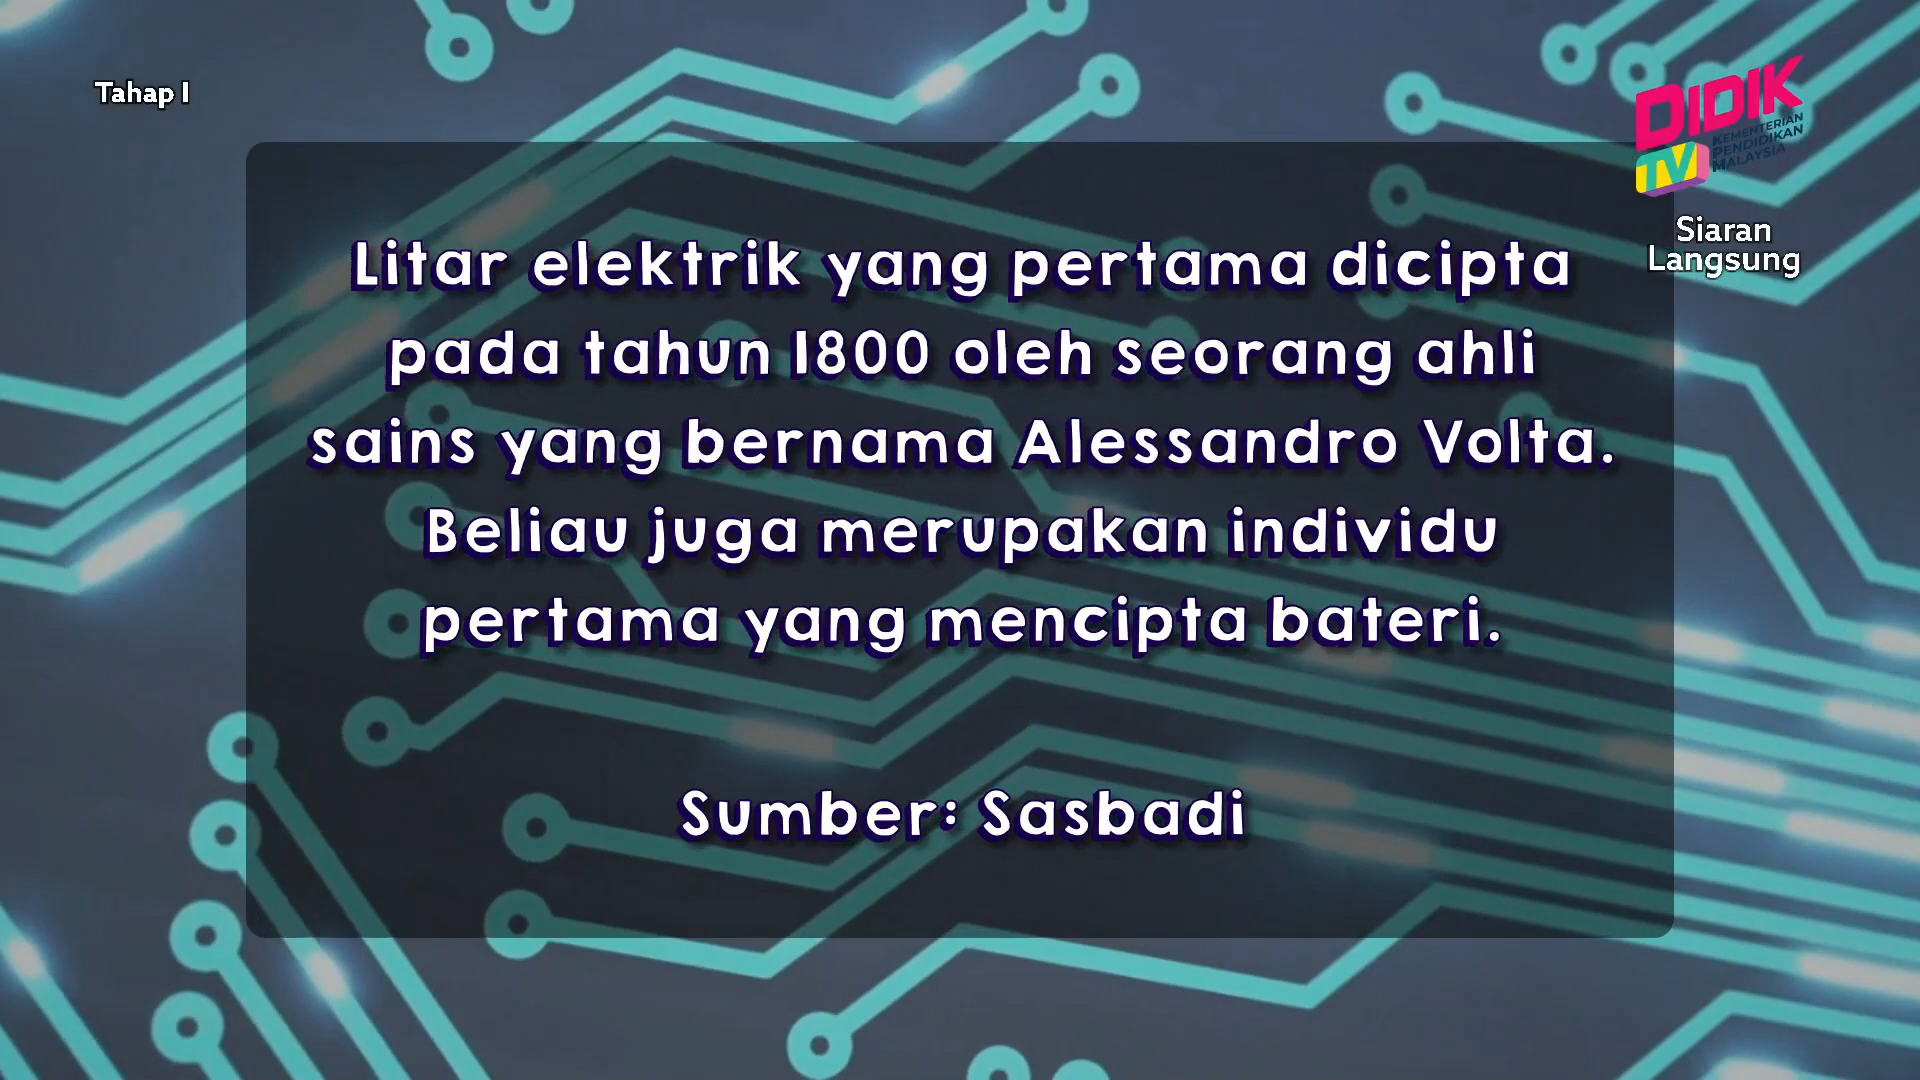 Tahap 1
DIDIK
TV
KEMENTERIAN
PENDIDIKAN
MALAYSIA
Siaran
Langsung
Litar elektrik yang pertama dicipta
pada tahun 1800 oleh seorang ahli
sains yang bernama Alessandro Volta.
Beliau juga merupakan individu
pertama yang mencipta bateri.
Sumber: Sasbadi